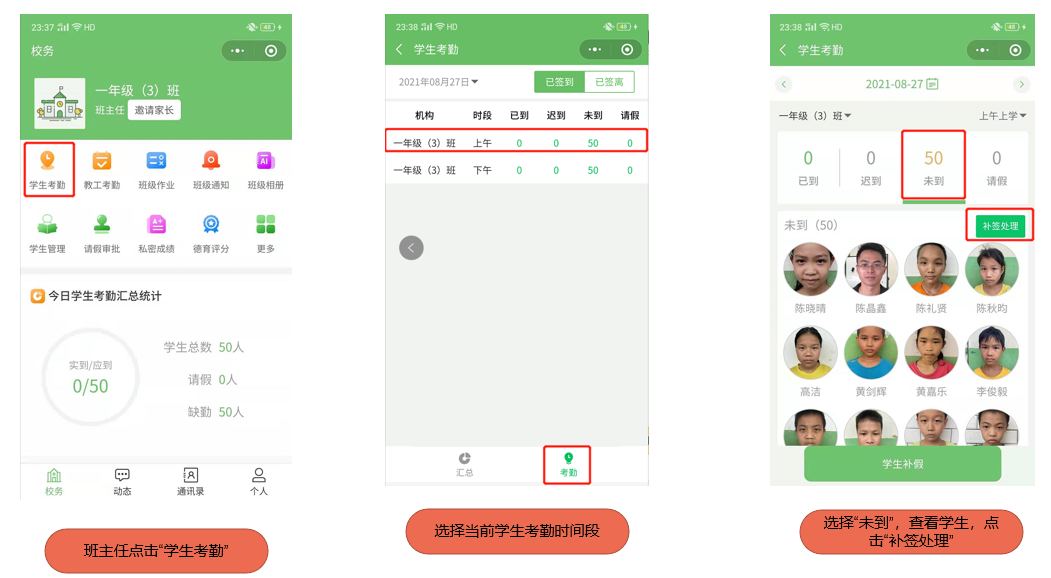 23:37 HD 48
校务
一年级（3）班
班主任 邀请家长
学生考勤 教工考勤 班级作业 班级通知 班级相册
学生管理 请假审批 私密成绩 德育评分 更多
今日学生考勤汇总统计
实到/应到
0/50
学生总数 50人
请假 0人
缺勤 50人
校务 动态 通讯录 个人
班主任点击“学生考勤”
23:38 HD 48
学生考勤
2021年08月27日 已签到 已签离
机构 时段 已到 迟到 未到 请假
一年级（3）班 上午 0 0 50 0
一年级（3）班 下午 0 0 50 0
汇总 考勤
选择当前学生考勤时间段
23:38 HD 48
学生考勤
2021-08-27
一年级（3）班 上午上学
0 0 50 0
已到 迟到 未到 请假
未到（50） 补签处理
陈晓晴 陈晶鑫 陈礼贤 陈秋昀
高洁 黄剑辉 黄嘉乐 李俊毅
学生补假
选择“未到”，查看学生，点
击“补签处理”